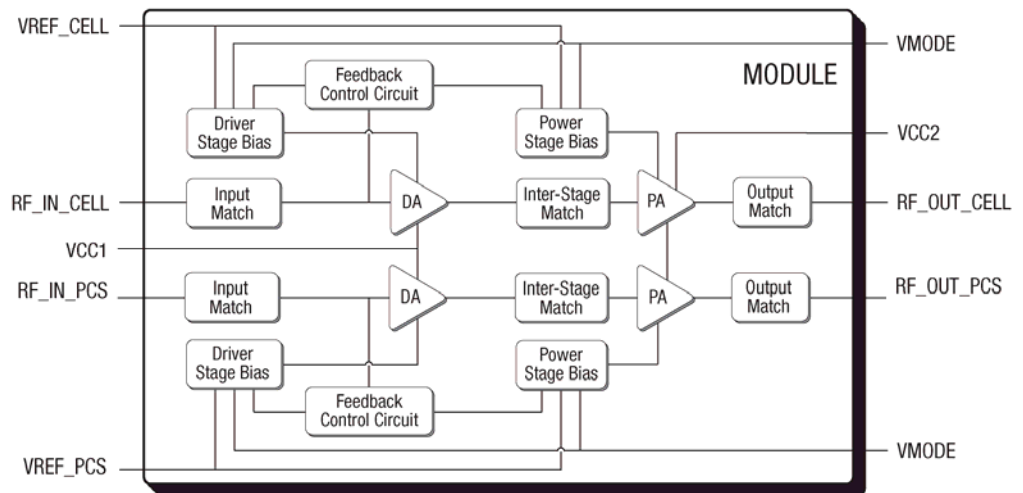 VREF_CELL
VMODE
MODULE
Feedback
Control Circuit
Driver
Stage Bias
Power
Stage Bias
VCC2
RF_IN_CELL
Input
Match
DA
Inter-Stage
Match
PA
Output
Match
RF_OUT_CELL
VCC1
RF_IN_PCS
Input
Match
DA
Inter-Stage
Match
PA
Output
Match
RF_OUT_PCS
Driver
Stage Bias
Power
Stage Bias
Feedback
Control Circuit
VMODE
VREF_PCS